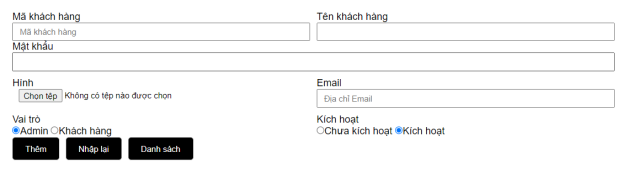 Mã khách hàng Tên khách hàng
Mã khách hàng
Mật khẩu
Hình Email
Chọn tệp Không có tệp nào được chọn Địa chỉ Email
Vai trò Kích hoạt
Admin Khách hàng Chưa kích hoạt Kích hoạt
Thêm Nhập lại Danh sách